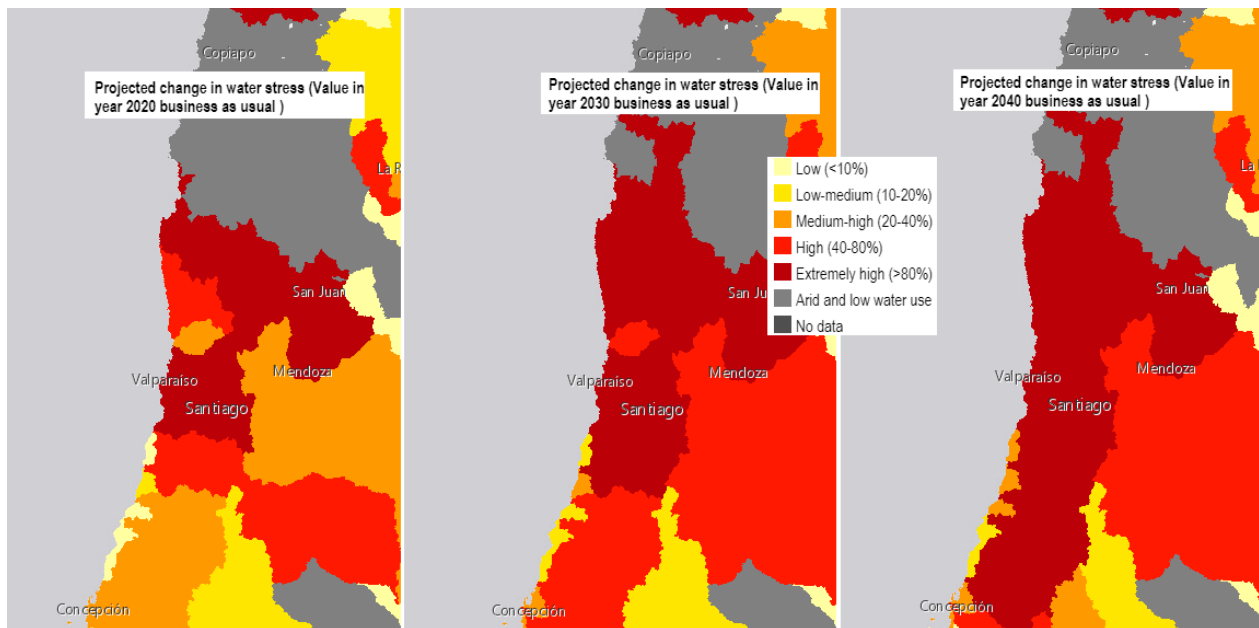 Copiapo
Projected change in water stress (Value in
year 2020 business as usual )
La R
San Juan
Valparaiso
Mendoza
Santiago
Concepción
Copiapo
Projected change in water stress (Value in
year 2030 business as usual )
San Ju
Valparaiso
Mendoza
Santiago
Concepción
Low (<10%)
Low-medium (10-20%)
Medium-high (20-40%)
High (40-80%)
Extremely high (>80%)
Arid and low water use
No data
Copiapo
Projected change in water stress (Value in
year 2040 business as usual )
La
San Juan
Valparaiso
Mendoza
Santiago
Concepción